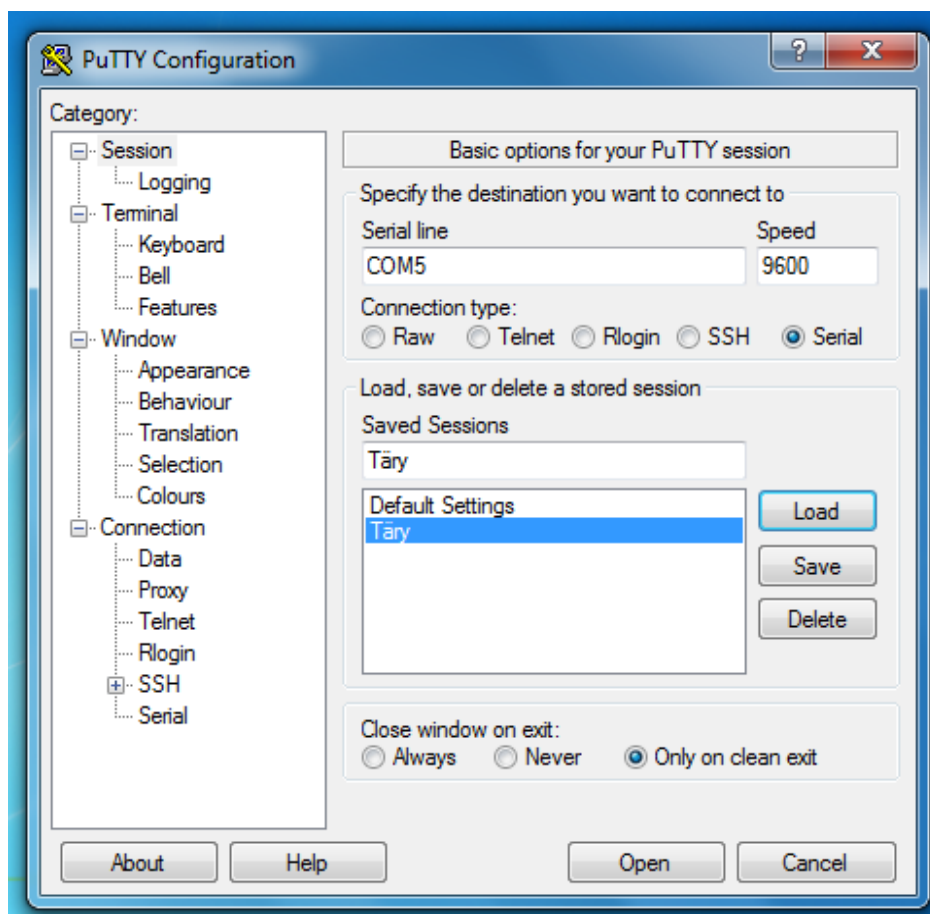 PuTTY Configuration
Category:
Session
Logging
Terminal
Keyboard
Bell
Features
Window
Appearance
Behaviour
Translation
Selection
Colours
Connection
Data
Proxy
Telnet
Rlogin
SSH
Serial
Basic options for your PuTTY session
Specify the destination you want to connect to
Serial line Speed
COM5 9600
Connection type:
Raw Telnet Rlogin SSH Serial
Load, save or delete a stored session
Saved Sessions
Täry
Default Settings
Täry
Load
Save
Delete
Close window on exit:
Always Never Only on clean exit
About Help Open Cancel